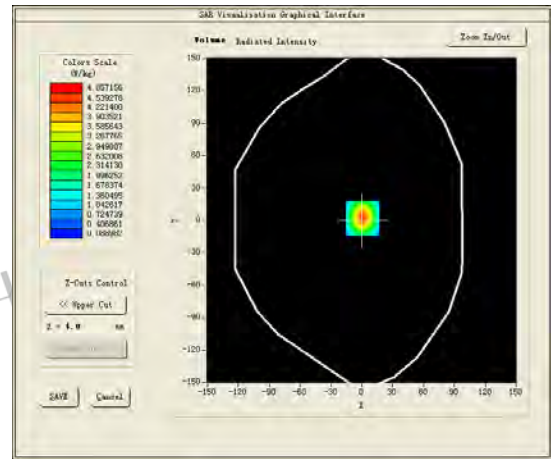 SAR Visualisation Graphical Interface
Volume Radiated Intensity
Zoom In/Out
Colors Scale
(W/kg)
4.857156
4.539278
4.221400
3.903521
3.585643
3.267765
2.949887
2.632008
2.314130
1.996252
1.678374
1.360495
1.042617
0.724739
0.406861
0.088982
150
90
30
0
-30
-90
-120
-150
-150 -120 -90 -60 -30 0 30 60 90 120 150
X
Z-Cuts Control
<< Upper Cut
Z = 4.0 mm
SAVE
Cancel